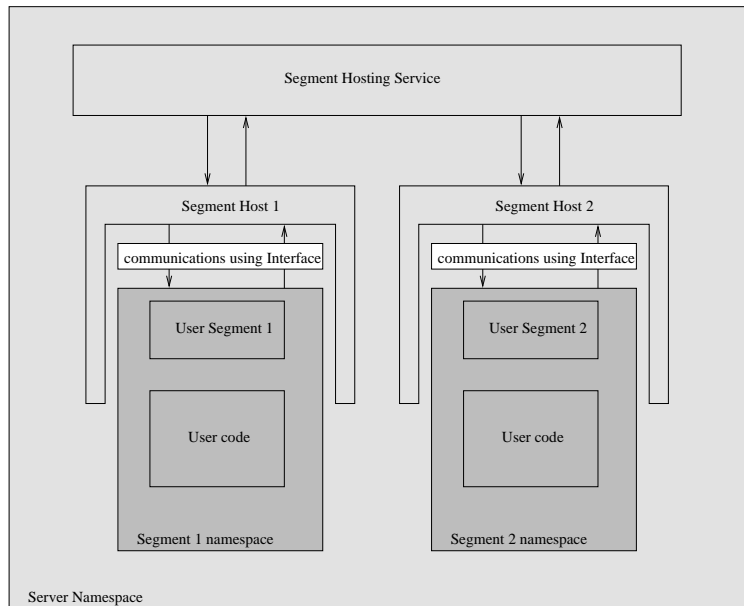 Segment Hosting Service
Segment Host 1
Segment Host 2
communications using Interface
communications using Interface
User Segment 1
User Segment 2
User code
User code
Segment 1 namespace
Segment 2 namespace
Server Namespace